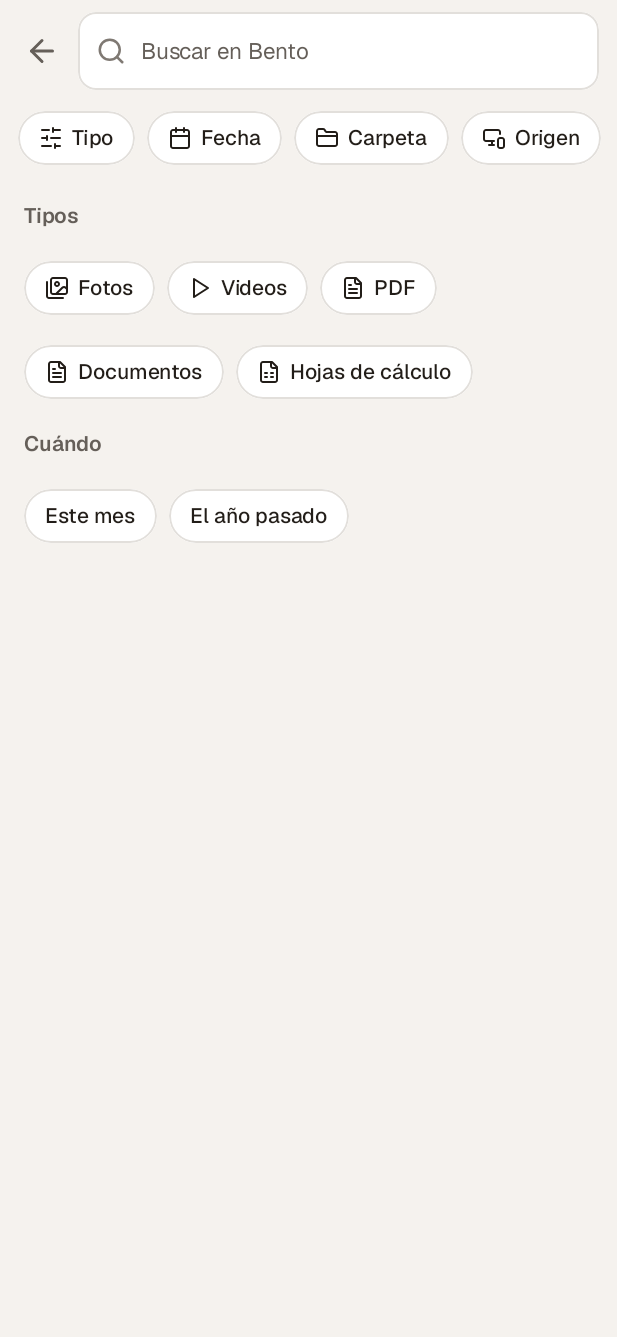 Buscar en Bento
Tipo Fecha Carpeta Origen
Tipos
Fotos Videos PDF
Documentos Hojas de cálculo
Cuándo
Este mes El año pasado